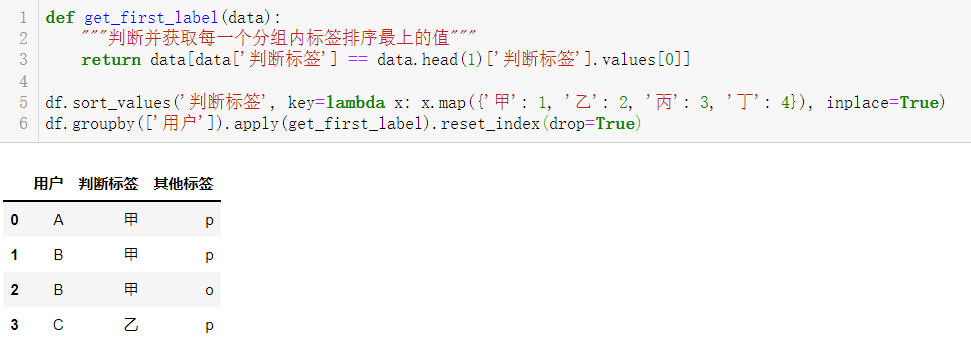 1 def get_first_label(data):
2     """判断并获取每一个分组内标签排序最上的值"""
3     return data[data['判断标签'] == data.head(1)['判断标签'].values[0]]
4
5 df.sort_values('判断标签', key=lambda x: x.map({'甲': 1, '乙': 2, '丙': 3, '丁': 4}), inplace=True)
6 df.groupby(['用户']).apply(get_first_label).reset_index(drop=True)
用户 判断标签 其他标签
0 A 甲 p
1 B 甲 p
2 B 甲 o
3 C 乙 p